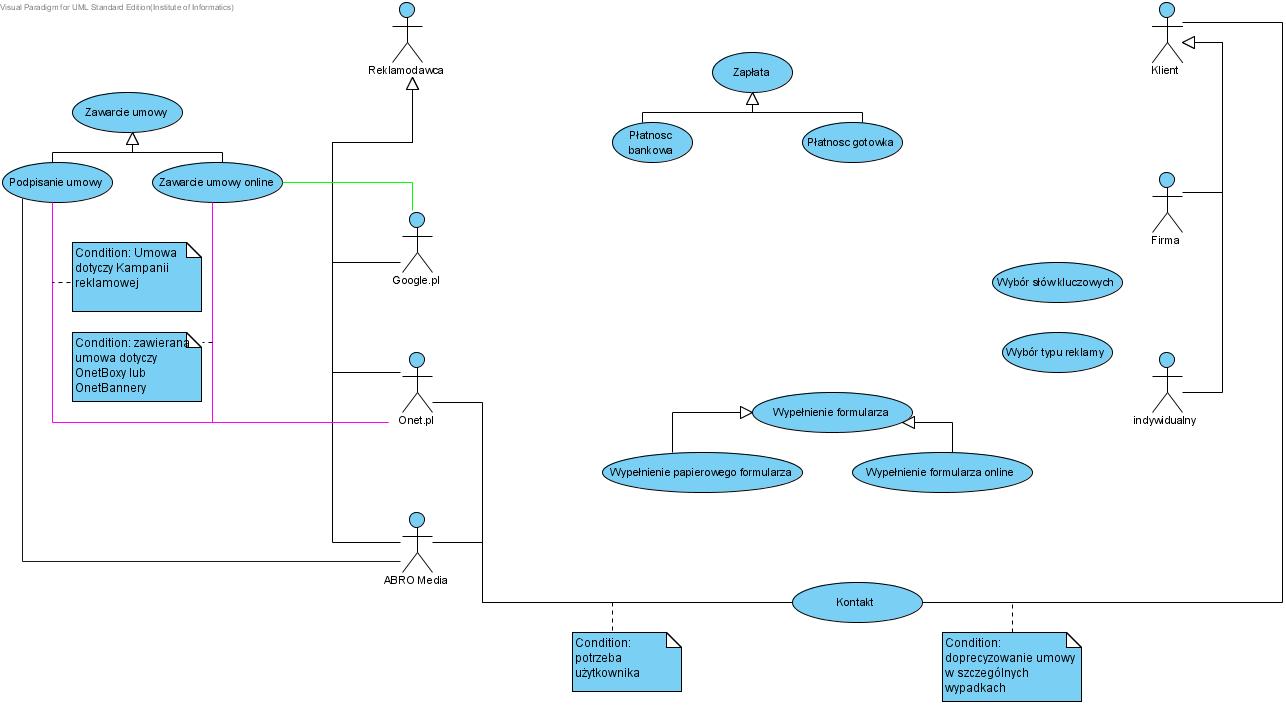 Visual Paradigm for UML Standard Edition(Institute of Informatics)
Reklamodawca
Klient
Zapłata
Zawarcie umowy
Płatnosc
bankowa
Płatnosc gotowka
Podpisanie umowy
Zawarcie umowy online
Firma
Condition: Umowa
dotyczy Kampanii
reklamowej
Google.pl
Wybór słów kluczowych
Condition: zawierana
umowa dotyczy
OnetBoxy lub
OnetBannery
Wybór typu reklamy
Onet.pl
Wypełnienie formularza
indywidualny
Wypełnienie papierowego formularza
Wypełnienie formularza online
ABRO Media
Kontakt
Condition:
potrzeba
użytkownika
Condition:
doprecyzowanie umowy
w szczególnych
wypadkach